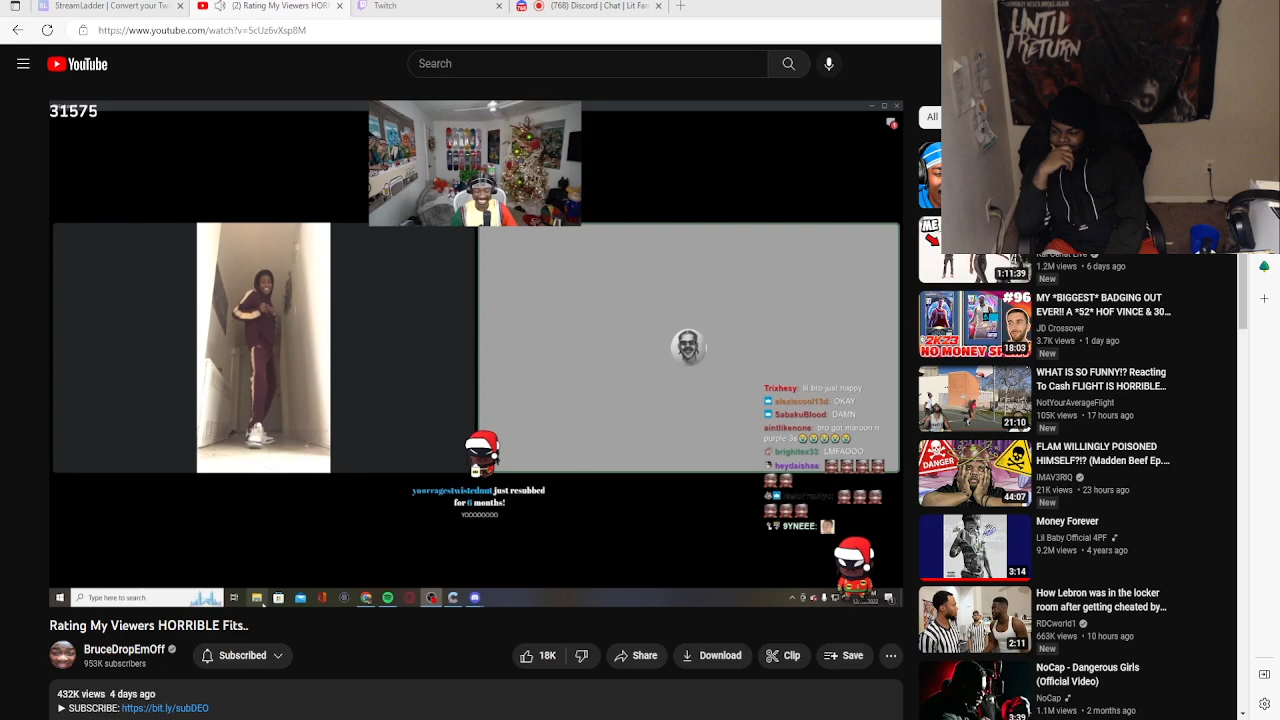 StreamLadder | Convert your Tw
(2) Rating My Viewers HORR
Twitch
(768) Discord | Chat | Lit Fan
https://www.youtube.com/watch?v=5cUz6vXsp8M
YouTube
Search
UNTIL
I RETURN
31575
All
Trixhesy: lil bro just happy
alexiscool13d: OKAY
SabakuBlood: DAMN
aintlikenone: bro got maroon n
purple 3s
brightlex33: LMFAOOO
heydaishaa:
9YNEEE:
yourragestwistednut just resubbed
for 6 months!
YOOOOOOO
Type here to search
Rating My Viewers HORRIBLE Fits..
BruceDropEmOff
953K subscribers
Subscribed
18K
Share
Download
Clip
Save
432K views 4 days ago
► SUBSCRIBE: https://bit.ly/subDEO
ME
1:11:39
Kai Cenat Live
1.2M views • 6 days ago
New
#96
2K23
NO MONEY SPENT
18:03
MY *BIGGEST* BADGING OUT
EVER!! A *52* HOF VINCE & 30...
JD Crossover
3.7K views • 1 day ago
New
21:10
WHAT IS SO FUNNY!? Reacting
To Cash FLIGHT IS HORRIBLE...
NotYourAverageFlight
105K views • 17 hours ago
New
DANGER
44:07
FLAM WILLINGLY POISONED
HIMSELF?!? (Madden Beef Ep....
IMAV3RIQ
21K views • 23 hours ago
New
3:14
Money Forever
Lil Baby Official 4PF
9.2M views • 4 years ago
2:11
How Lebron was in the locker
room after getting cheated by...
RDCworld1
663K views • 10 hours ago
New
3:39
NoCap - Dangerous Girls
(Official Video)
NoCap
1.1M views • 2 months ago